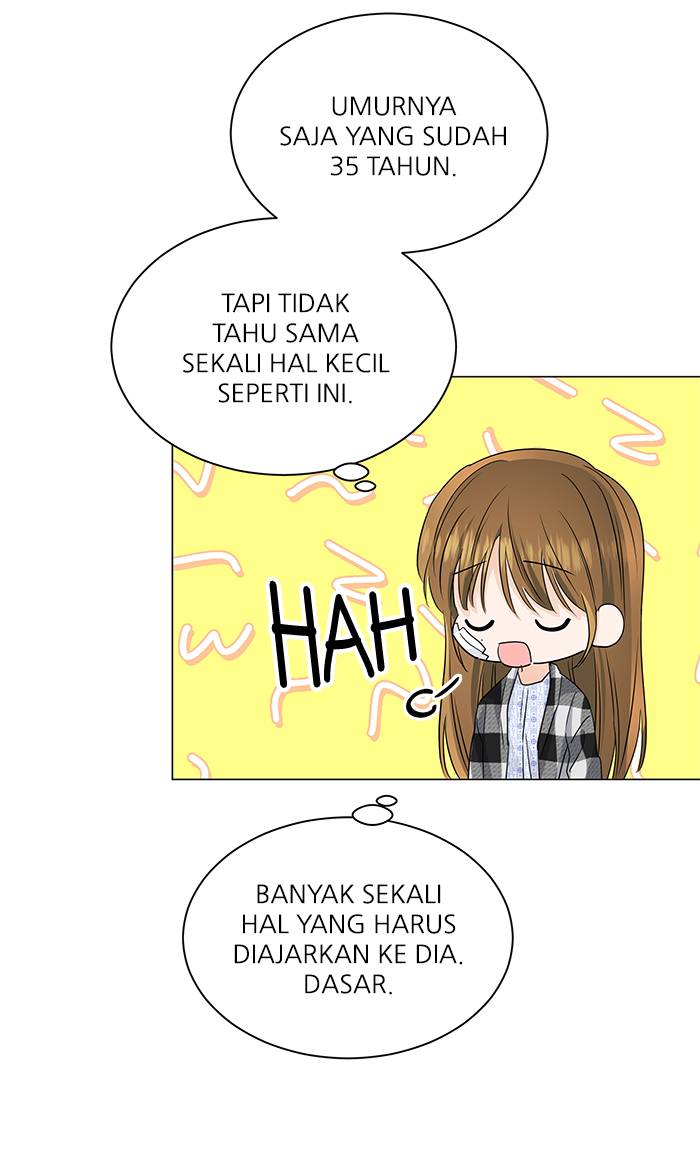 UMURNYA
SAJA YANG SUDAH
35 TAHUN.
TAPI TIDAK
TAHU SAMA
SEKALI HAL KECIL
SEPERTI INI.
HAH
BANYAK SEKALI
HAL YANG HARUS
DIAJARKAN KE DIA.
DASAR.